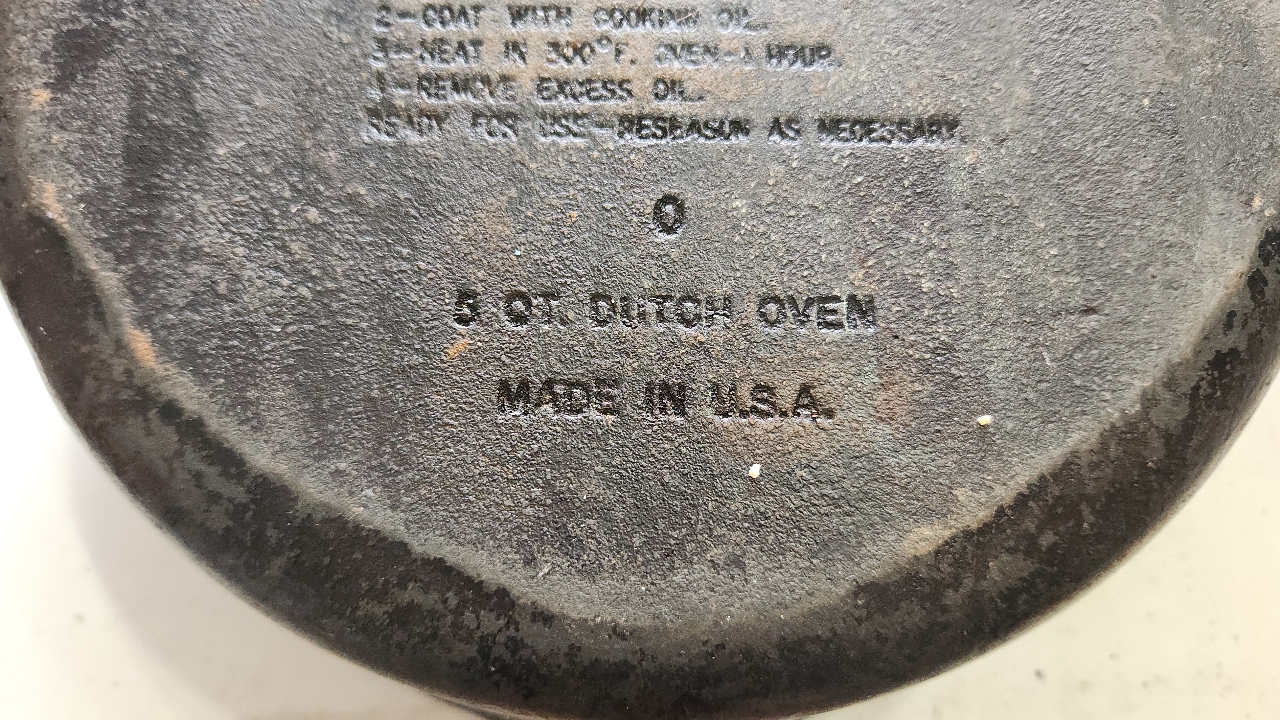 2-COAT WITH COOKING OIL.
3-HEAT IN 300°F. OVEN-1 HOUR.
4-REMOVE EXCESS OIL.
READY FOR USE-RESEASON AS NECESSARY
O
5 QT. DUTCH OVEN
MADE IN U.S.A.